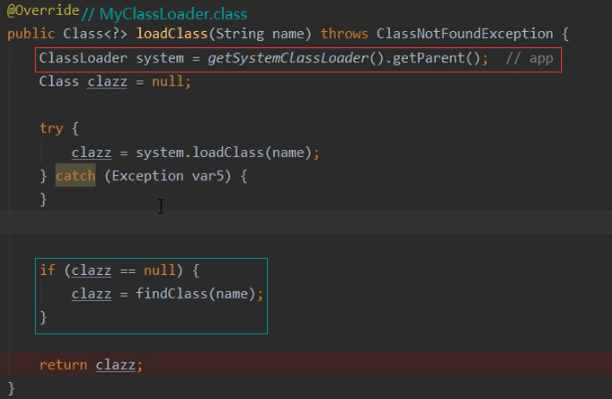 @Override // MyClassLoader.class
public Class<?> loadClass(String name) throws ClassNotFoundException {
    ClassLoader system = getSystemClassLoader().getParent();  // app
    Class clazz = null;

    try {
        clazz = system.loadClass(name);
    } catch (Exception var5) {
    }

    if (clazz == null) {
        clazz = findClass(name);
    }

    return clazz;
}